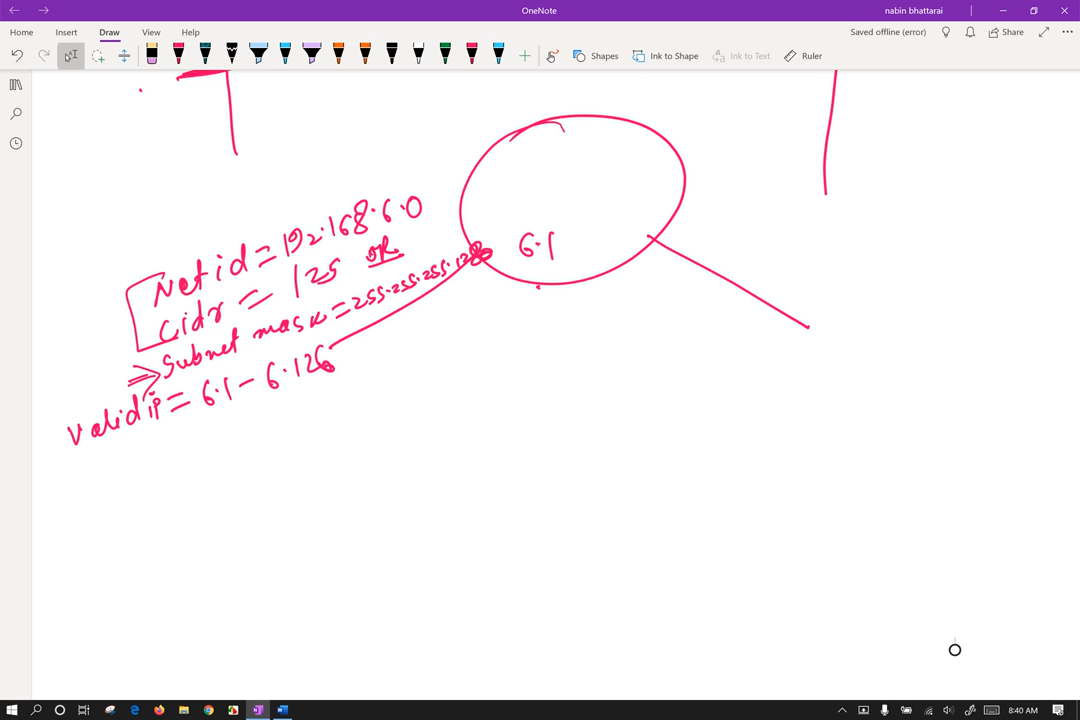 OneNote
nabin bhattarai
Home Insert Draw View Help
Saved offline (error)
Share
Shapes
Ink to Shape
Ink to Text
Ruler
Net id = 192.168.6.0
Cidr = 125 or
=> Subnet mask = 255.255.255.128
Valid ip = 6.1 - 6.126
6.1
8:40 AM